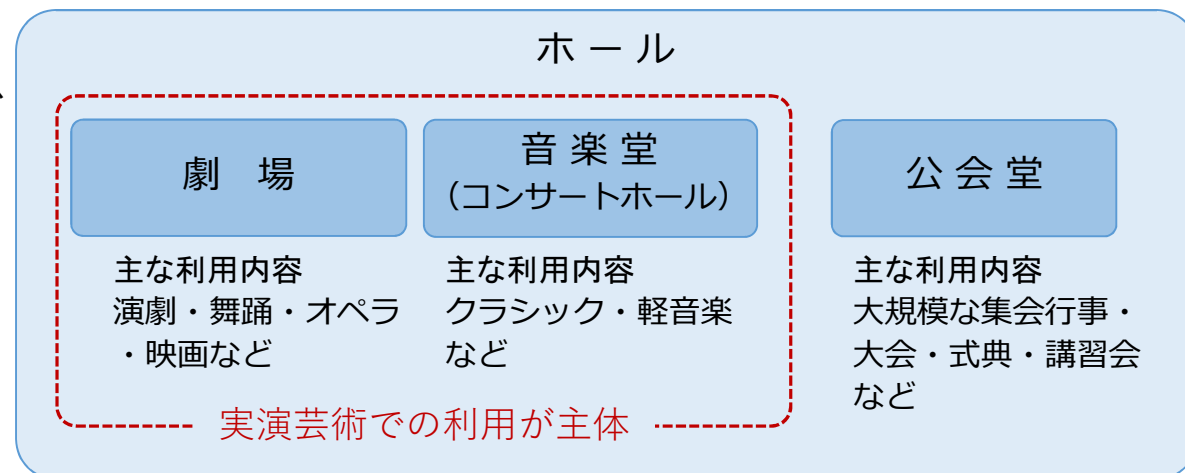 ホール
劇 場
音楽堂
（コンサートホール）
公会堂
主な利用内容
演劇・舞踊・オペラ
・映画など
主な利用内容
クラシック・軽音楽
など
主な利用内容
大規模な集会行事・
大会・式典・講習会
など
実演芸術での利用が主体